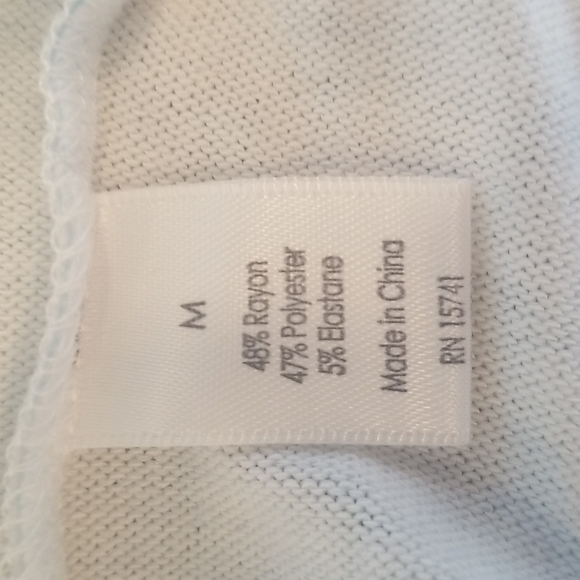 M
48% Rayon
47% Polyester
5% Elastane
Made in China
RN 15741